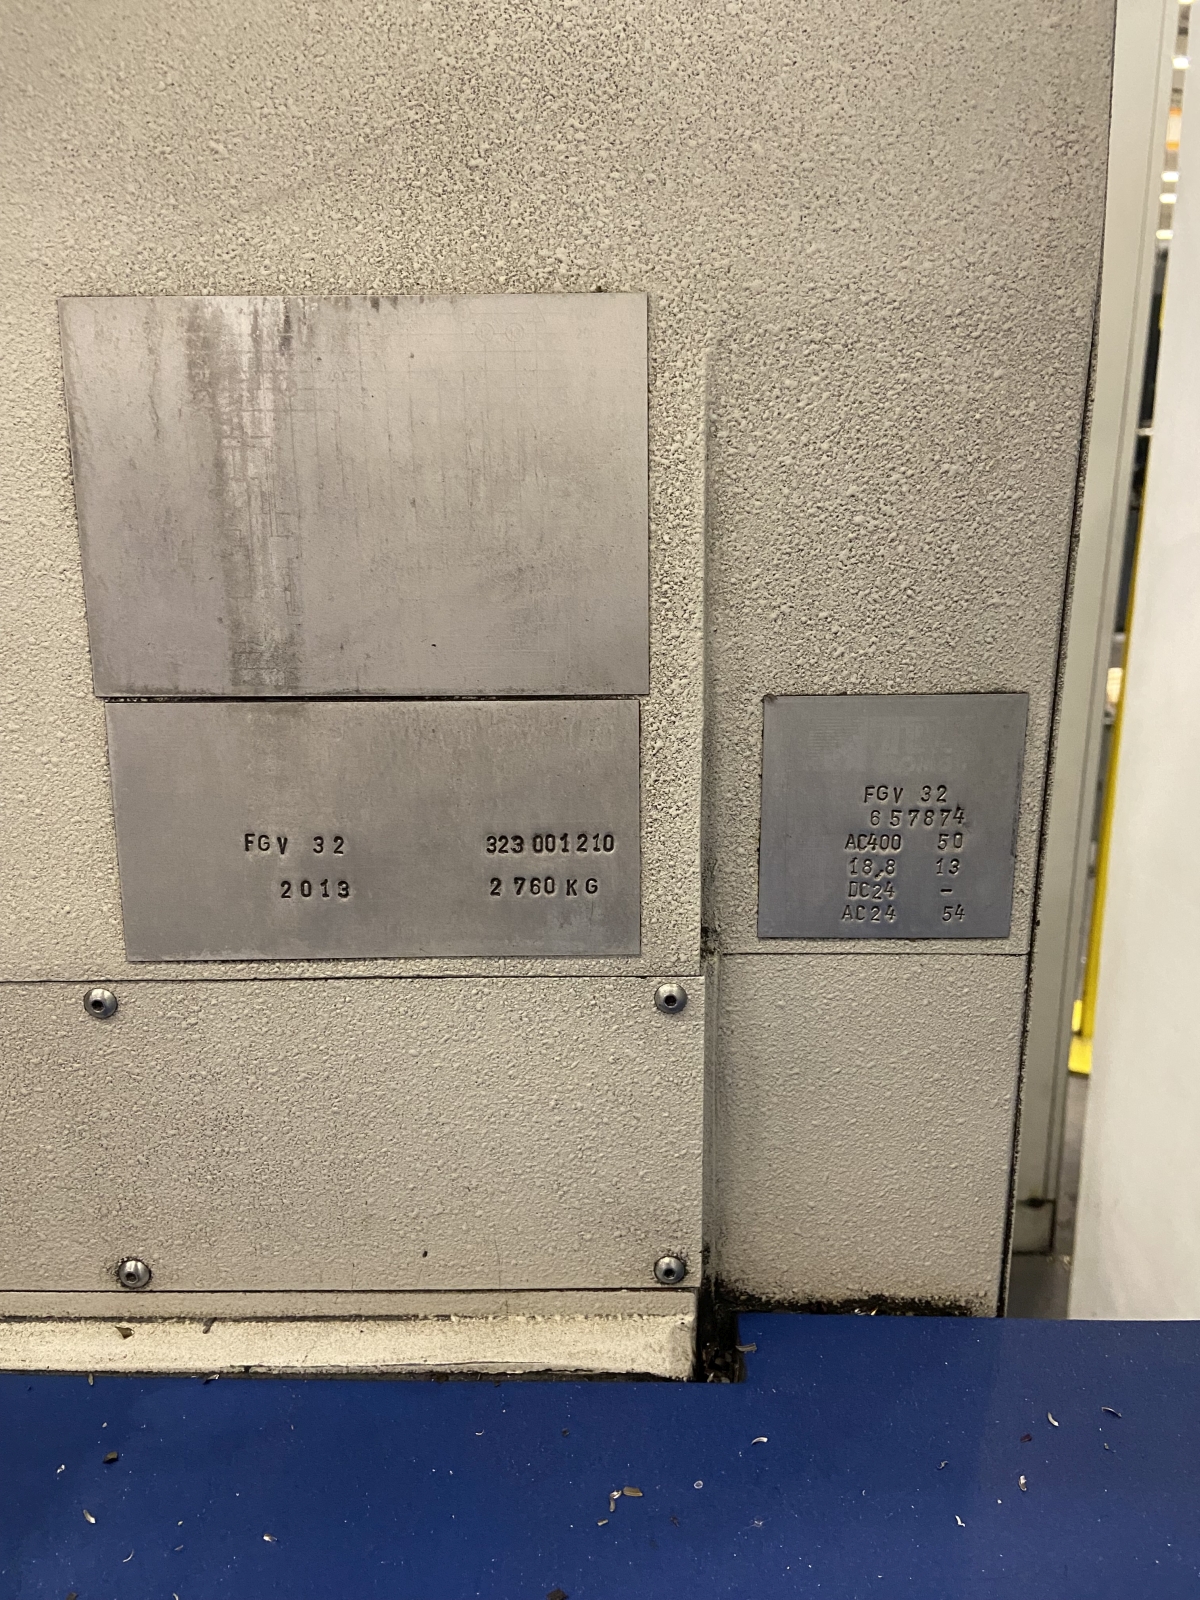 FGV 32 323 001210
2013 2 760 KG
FGV 32
657874
AC400 50
18,8 13
DC24 -
AC24 54